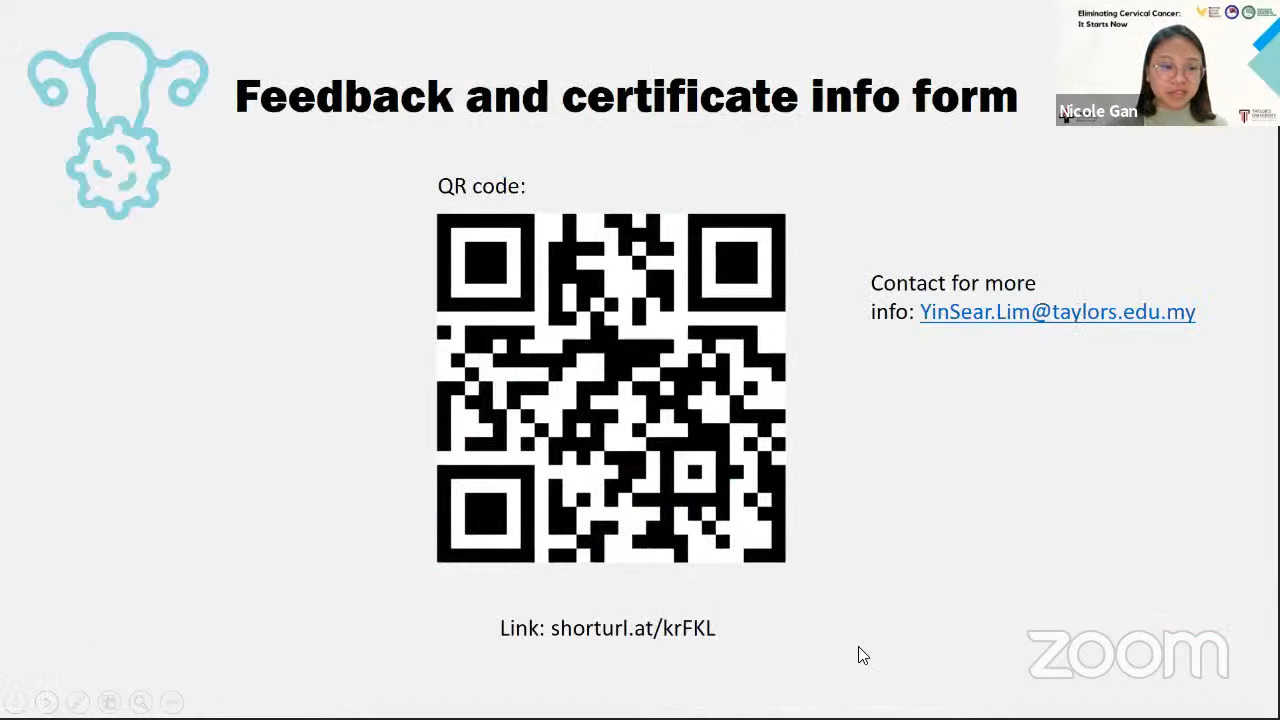 Eliminating Cervical Cancer:
It Starts Now
Feedback and certificate info form
Nicole Gan
QR code:
Contact for more
info: YinSear.Lim@taylors.edu.my
Link: shorturl.at/krFKL
zoom